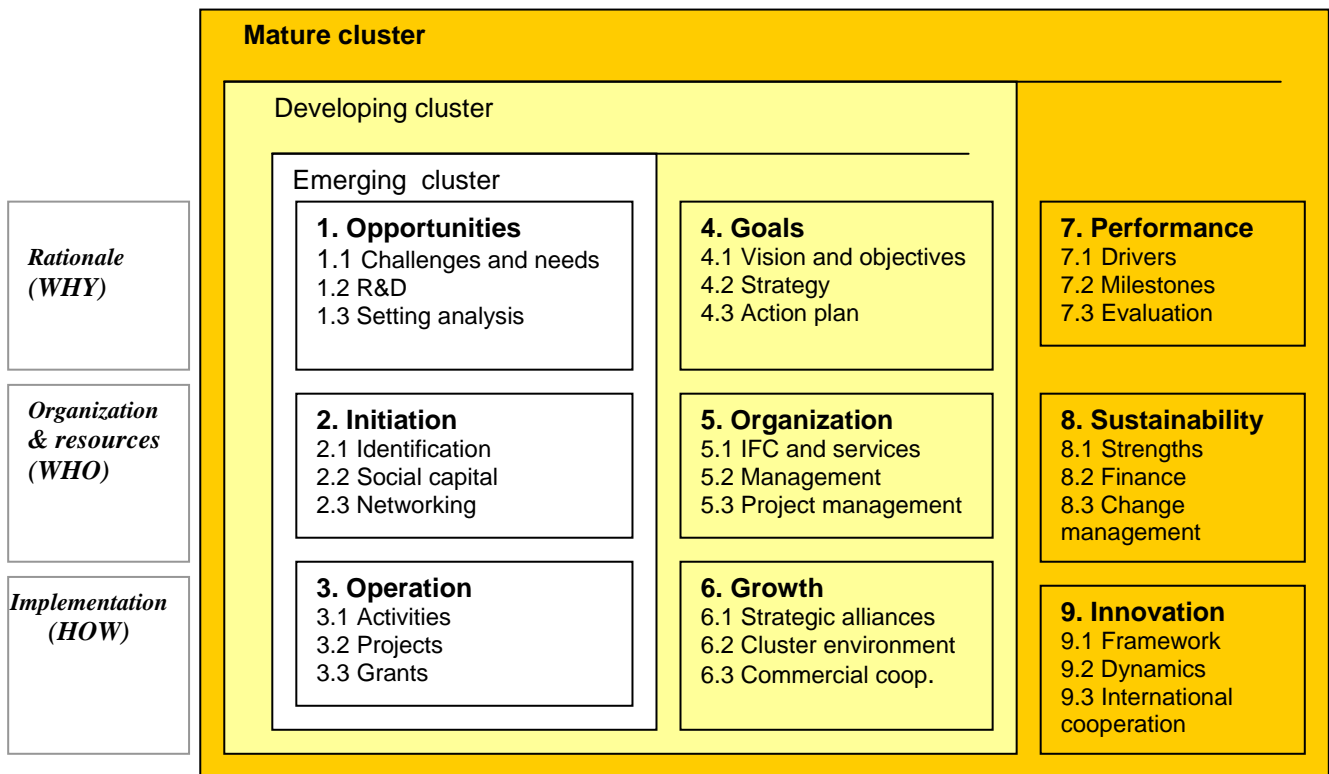 Mature cluster
Developing cluster
Emerging cluster
Rationale
(WHY)
1. Opportunities
1.1 Challenges and needs
1.2 R&D
1.3 Setting analysis
4. Goals
4.1 Vision and objectives
4.2 Strategy
4.3 Action plan
7. Performance
7.1 Drivers
7.2 Milestones
7.3 Evaluation
Organization
& resources
(WHO)
2. Initiation
2.1 Identification
2.2 Social capital
2.3 Networking
5. Organization
5.1 IFC and services
5.2 Management
5.3 Project management
8. Sustainability
8.1 Strengths
8.2 Finance
8.3 Change
management
Implementation
(HOW)
3. Operation
3.1 Activities
3.2 Projects
3.3 Grants
6. Growth
6.1 Strategic alliances
6.2 Cluster environment
6.3 Commercial coop.
9. Innovation
9.1 Framework
9.2 Dynamics
9.3 International
cooperation